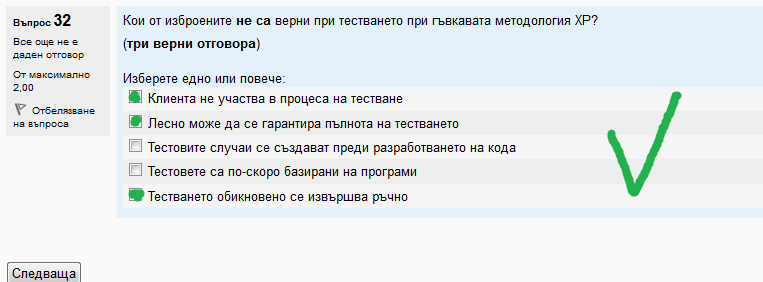 Въпрос 32
Все още не е
даден отговор
От максимално
2,00
Отбелязване
на въпроса
Кои от изброените не са верни при тестването при гъвкавата методология XP?
(три верни отговора)
Изберете едно или повече:
Клиента не участва в процеса на тестване
Лесно може да се гарантира пълнота на тестването
Тестовите случаи се създават преди разработването на кода
Тестовете са по-скоро базирани на програми
Тестването обикновено се извършва ръчно
Следваща